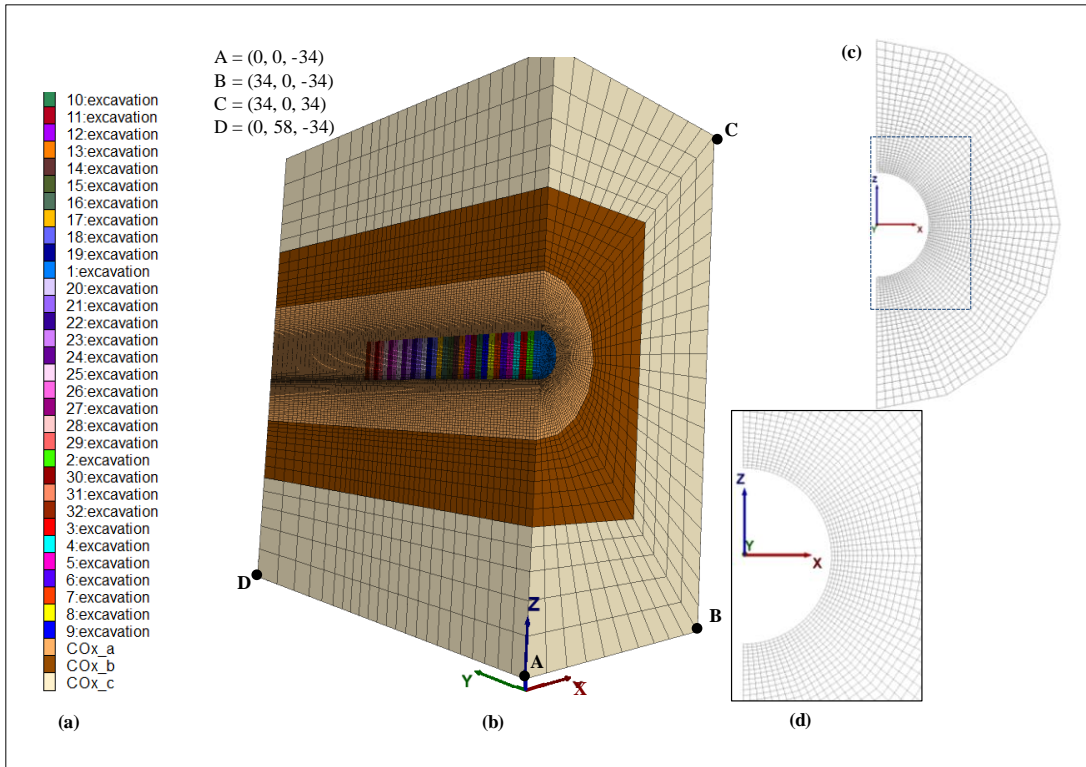 A = (0, 0, -34)
B = (34, 0, -34)
C = (34, 0, 34)
D = (0, 58, -34)
10:excavation
11:excavation
12:excavation
13:excavation
14:excavation
15:excavation
16:excavation
17:excavation
18:excavation
19:excavation
1:excavation
20:excavation
21:excavation
22:excavation
23:excavation
24:excavation
25:excavation
26:excavation
27:excavation
28:excavation
29:excavation
2:excavation
30:excavation
31:excavation
32:excavation
3:excavation
4:excavation
5:excavation
6:excavation
7:excavation
8:excavation
9:excavation
COx_a
COx_b
COx_c
(a)
C
D
B
A
Z
Y
X
(b)
(c)
Z
Y
X
Z
Y
X
(d)